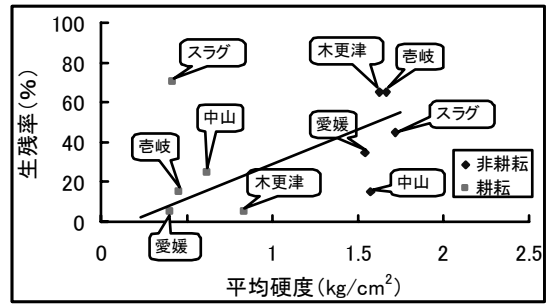 生残率(%)
100
80
60
40
20
0
スラグ
中山
壱岐
愛媛
木更津
木更津
壱岐
愛媛
スラグ
中山
非耕耘
耕耘
0 0.5 1 1.5 2 2.5
平均硬度(kg/cm²)